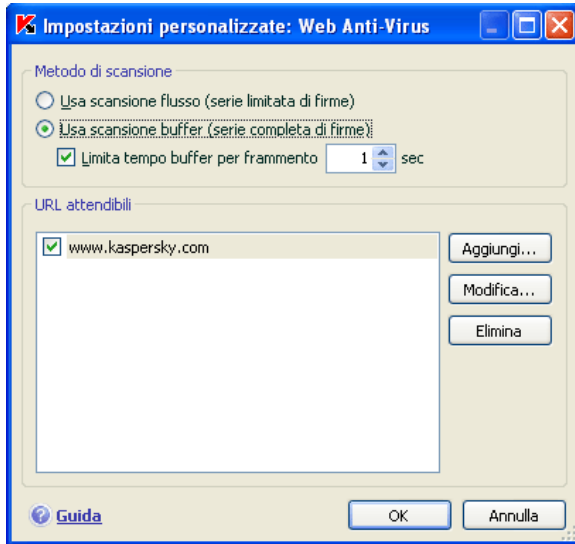 Impostazioni personalizzate: Web Anti-Virus
Metodo di scansione
Usa scansione flusso (serie limitata di firme)
Usa scansione buffer (serie completa di firme)
Limita tempo buffer per frammento 1 sec
URL attendibili
www.kaspersky.com
Aggiungi...
Modifica...
Elimina
Guida OK Annulla